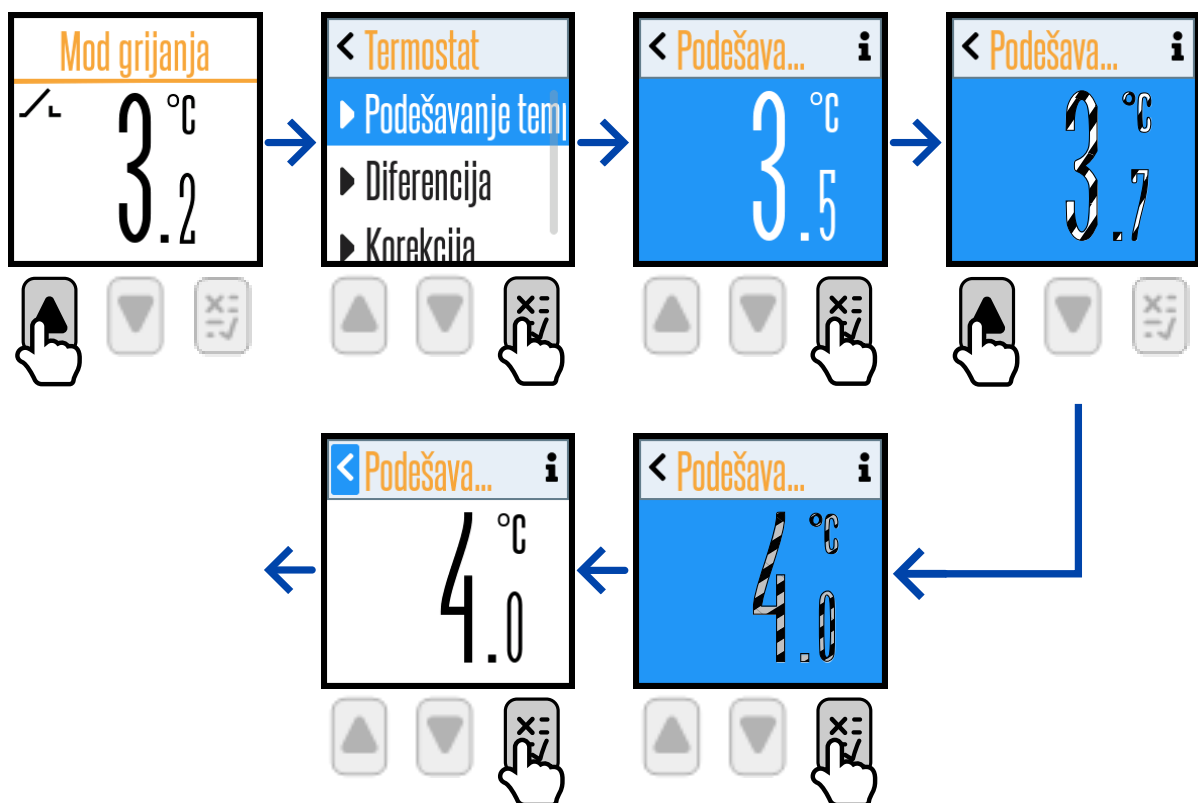 Mod grijanja
3.2 °C
Termostat
Podešavanje temp
Diferencija
Korekcija
Podešava... i
3.5 °C
Podešava... i
3.7 °C
Podešava... i
4.0 °C
Podešava... i
4.0 °C